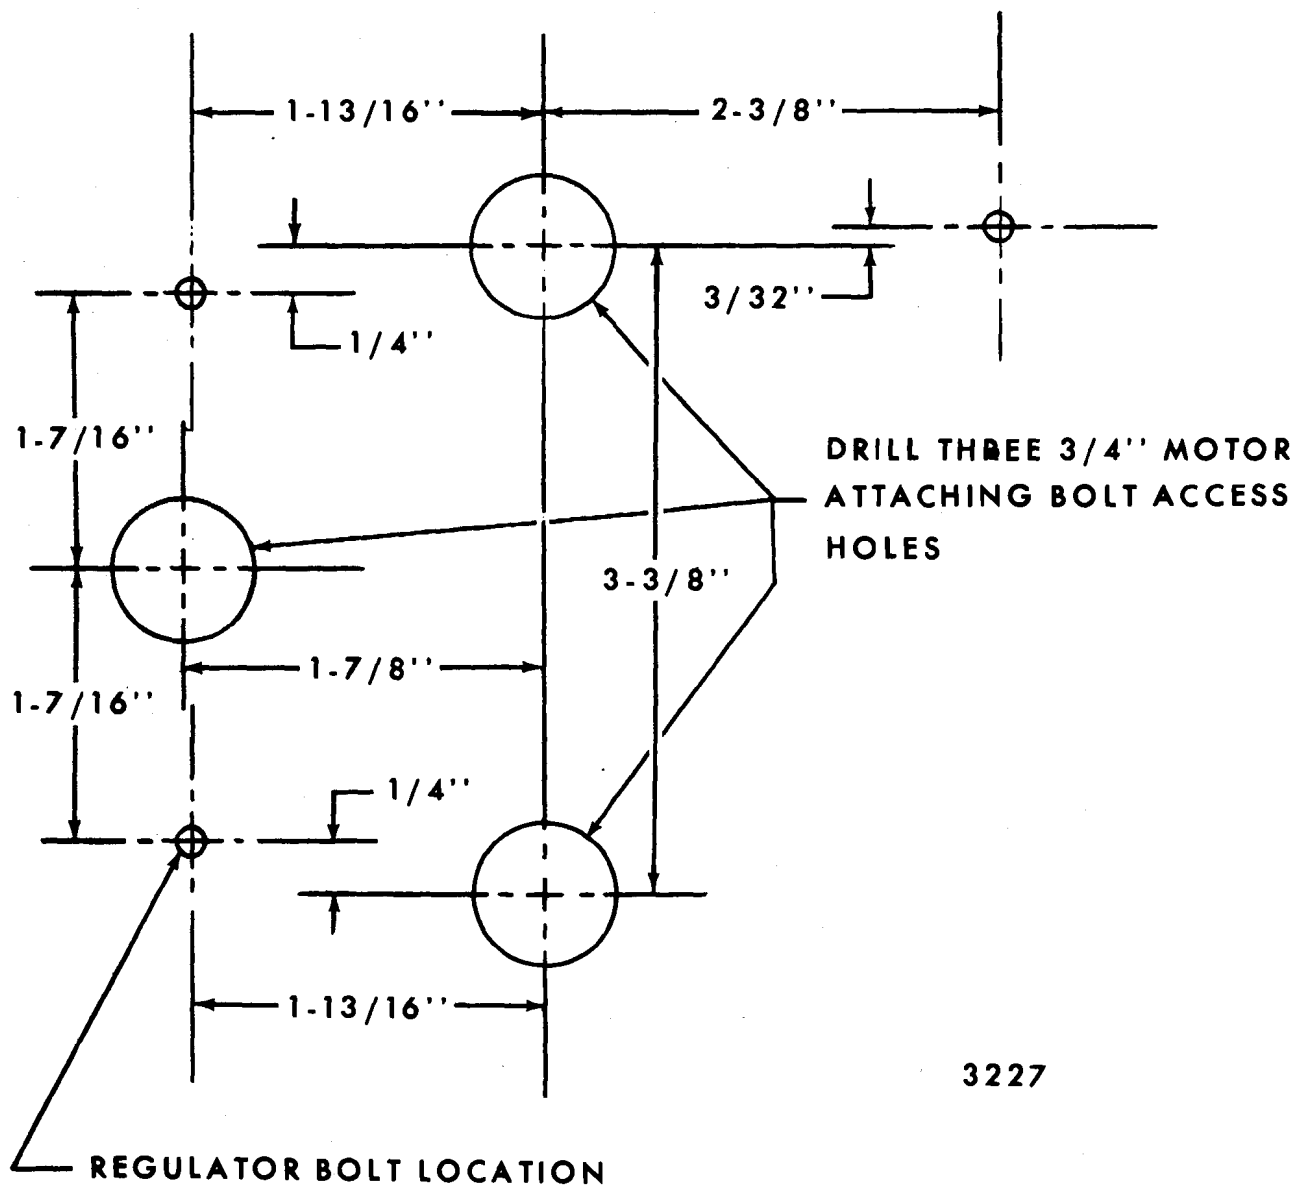 1-13/16''
2-3/8''
3/32''
1/4''
1-7/16''
DRILL THREE 3/4'' MOTOR
ATTACHING BOLT ACCESS
HOLES
3-3/8''
1-7/8''
1-7/16''
1/4''
1-13/16''
3227
REGULATOR BOLT LOCATION